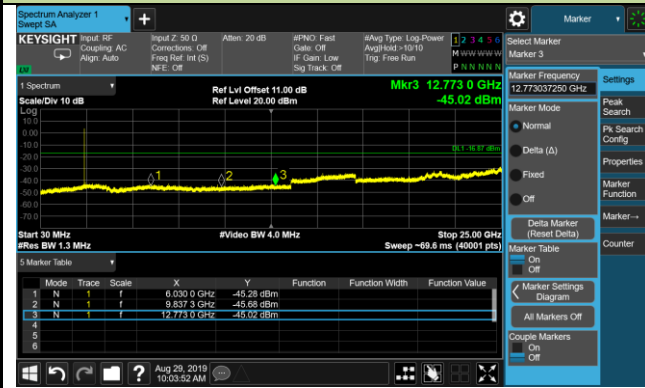 Spectrum Analyzer 1
Swept SA
+
Marker
KEYSIGHT
Input: RF
Coupling: AC
Align: Auto
Input Z: 50 Ω
Corrections: Off
Freq Ref: Int (S)
NFE: Off
Atten: 20 dB
#PNO: Fast
Gate: Off
IF Gain: Low
Sig Track: Off
#Avg Type: Log-Power
Avg|Hold:>10/10
Trig: Free Run
1 2 3 4 5 6
M W W W W W
P N N N N N
Select Marker
Marker 3
1 Spectrum
Scale/Div 10 dB
Ref Lvl Offset 11.00 dB
Ref Level 20.00 dBm
Mkr3 12.773 0 GHz
-45.02 dBm
Log
10.0
0.00
-10.0
-20.0
-30.0
-40.0
-50.0
-60.0
-70.0
DL1 -16.87 dBm
1
2
3
Start 30 MHz
#Res BW 1.3 MHz
#Video BW 4.0 MHz
Stop 25.00 GHz
Sweep ~69.6 ms (40001 pts)
5 Marker Table
Mode Trace Scale X Y Function Function Width Function Value
1 N 1 f 6.030 0 GHz -45.28 dBm
2 N 1 f 9.837 3 GHz -45.68 dBm
3 N 1 f 12.773 0 GHz -45.02 dBm
4
5
6
Marker Frequency
12.773037250 GHz
Marker Mode
Normal
Delta (Δ)
Fixed
Off
Delta Marker
(Reset Delta)
Marker Table
On
Off
Marker Settings
Diagram
All Markers Off
Couple Markers
On
Off
Settings
Peak
Search
Pk Search
Config
Properties
Marker
Function
Marker→
Counter
?
Aug 29, 2019
10:03:52 AM